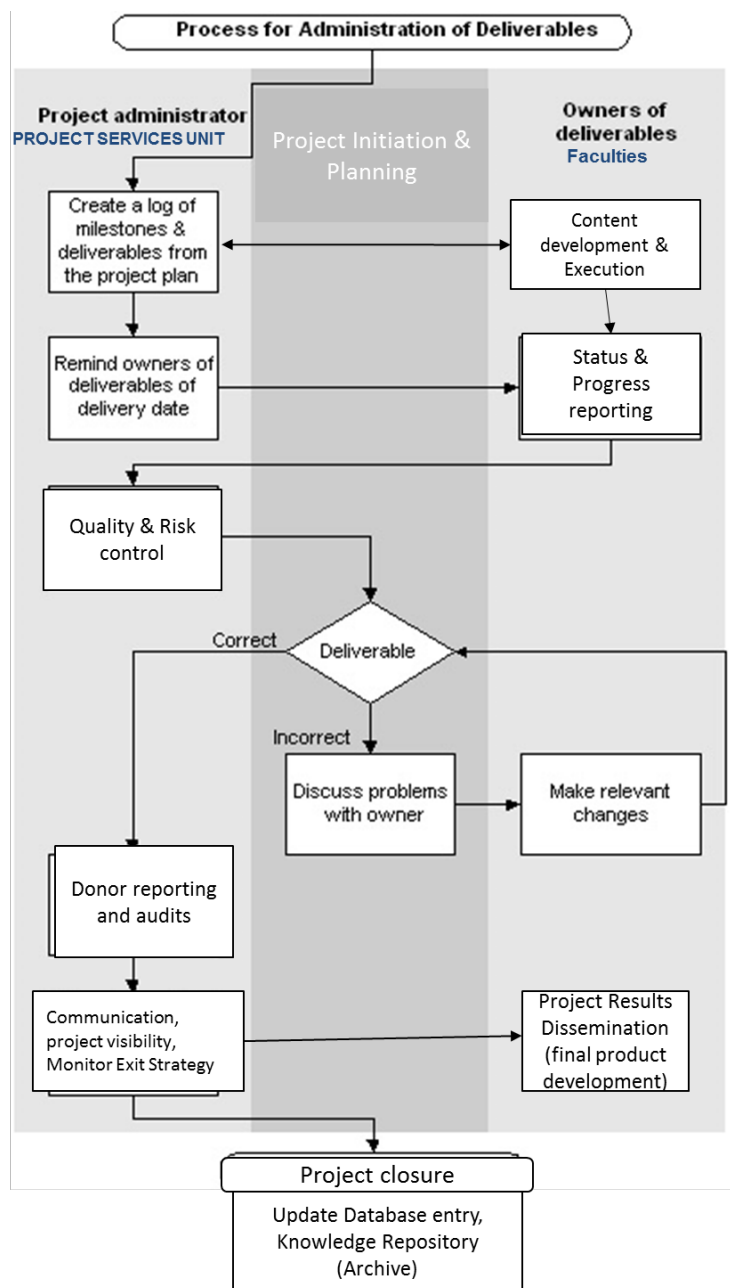 Process for Administration of Deliverables
Project administrator
PROJECT SERVICES UNIT
Project Initiation &
Planning
Owners of
deliverables
Faculties
Create a log of
milestones &
deliverables from
the project plan
Content
development &
Execution
Remind owners of
deliverables of
delivery date
Status &
Progress
reporting
Quality & Risk
control
Correct
Deliverable
Incorrect
Discuss problems
with owner
Make relevant
changes
Donor reporting
and audits
Communication,
project visibility,
Monitor Exit Strategy
Project Results
Dissemination
(final product
development)
Project closure
Update Database entry,
Knowledge Repository
(Archive)